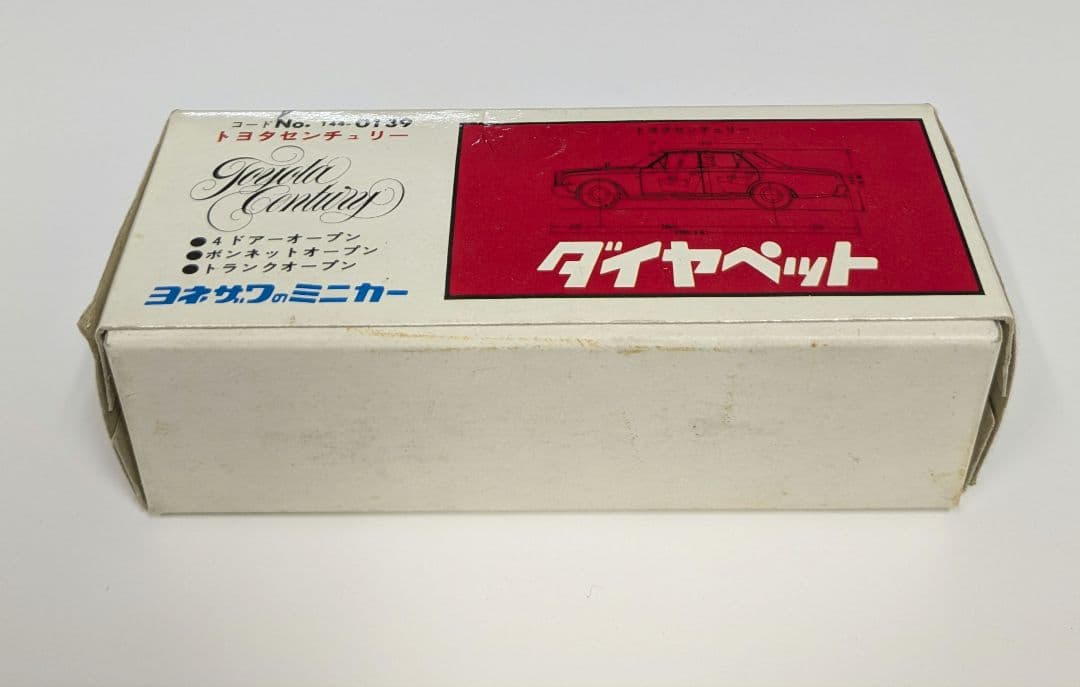 コードNo. 144-0139
トヨタセンチュリー
Toyota
Century
●4ドアーオープン
●ボンネットオープン
●トランクオープン
ヨネザワのミニカー
トヨタセンチュリー
ダイヤペット